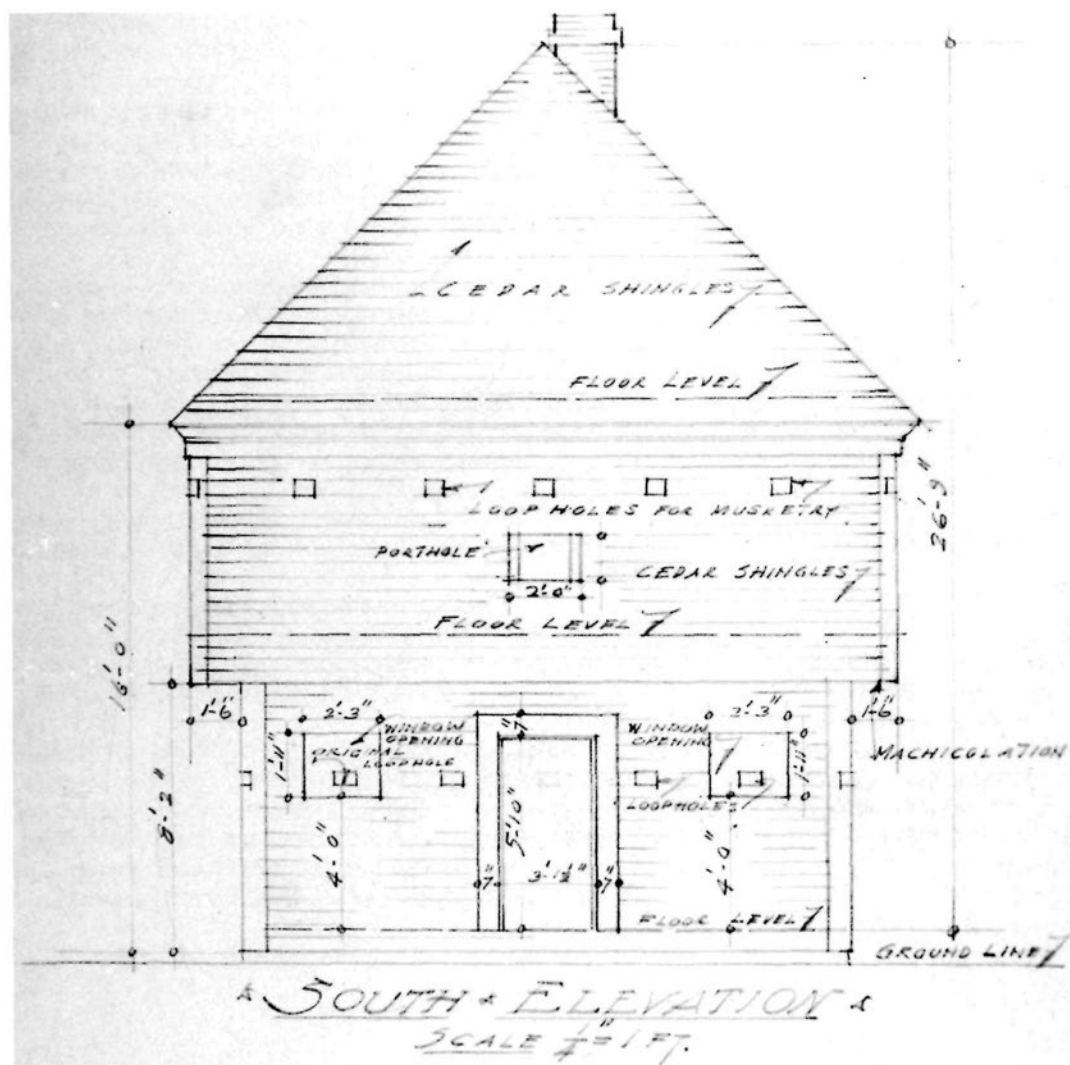 CEDAR SHINGLES
FLOOR LEVEL
LOOP HOLES FOR MUSKETRY
PORTHOLE
CEDAR SHINGLES
2'-0"
FLOOR LEVEL
26'-9"
16'-0"
8'-2"
1'-6"
2'-3"
WINDOW
OPENING
ORIGINAL
LOOPHOLE
1'-11"
7"
WINDOW
OPENING
2'-3"
1'-6"
1'-11"
MACHICOLATION
LOOPHOLES
4'-0"
5'-10"
7"
3'-1½"
7"
4'-0"
FLOOR LEVEL
GROUND LINE
SOUTH ELEVATION
SCALE ¼"=1 FT.